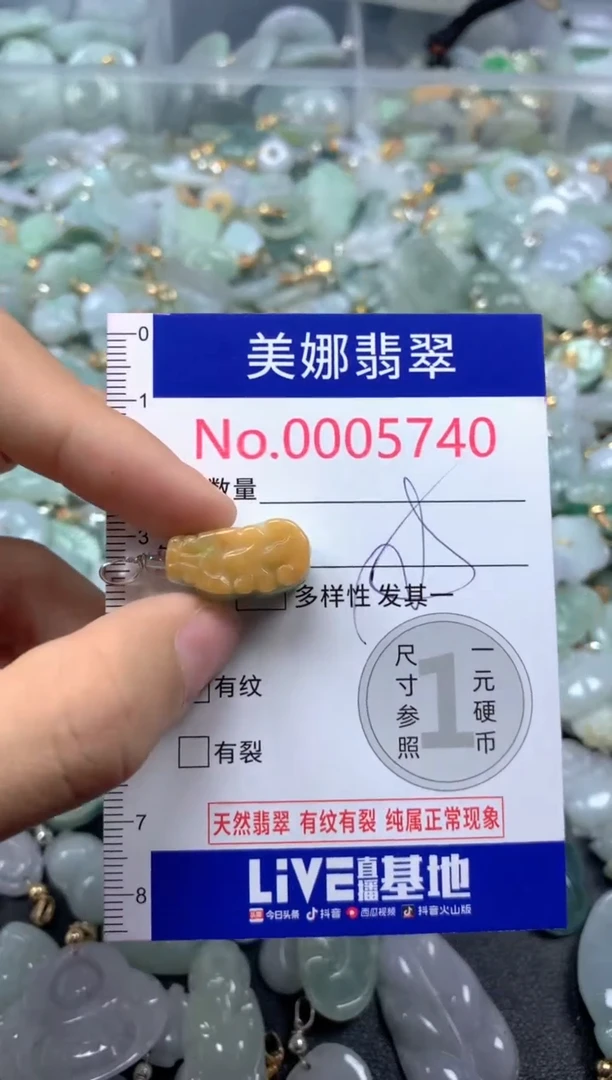 0
美娜翡翠
1
No.0005740
数量
3
多样性 发其一
尺寸参照
1
一元硬币
有纹
有裂
7
天然翡翠 有纹有裂 纯属正常现象
8
LiVE直播基地
头条 今日头条 抖音 西瓜视频 抖音火山版